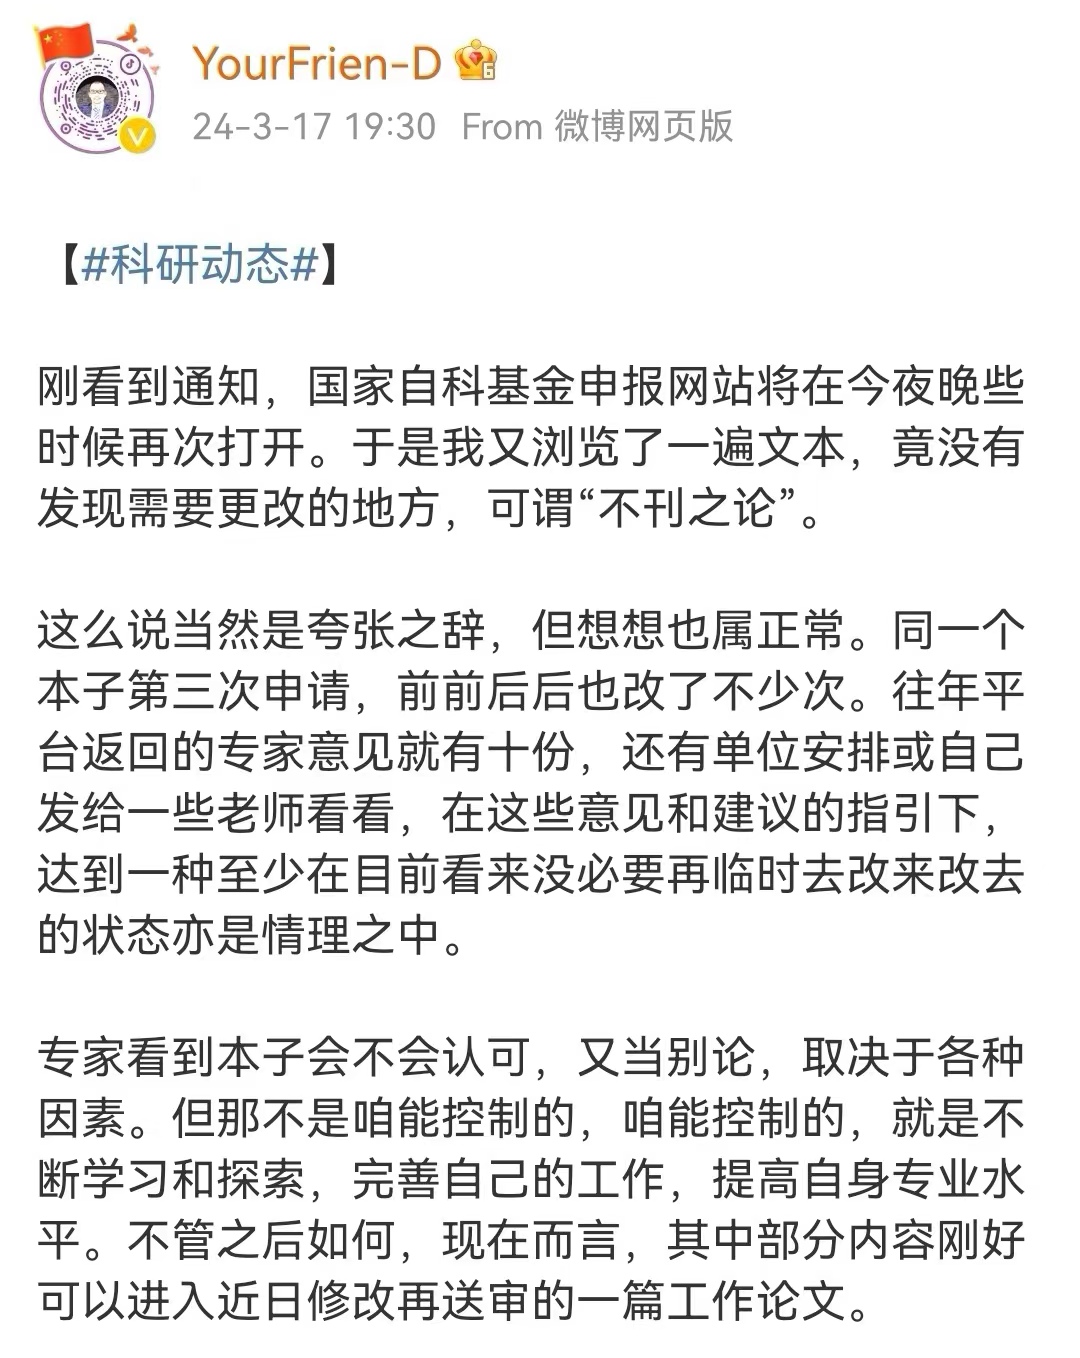 YourFrien-D 6
24-3-17 19:30 From 微博网页版
【#科研动态#】
刚看到通知，国家自科基金申报网站将在今夜晚些
时候再次打开。于是我又浏览了一遍文本，竟没有
发现需要更改的地方，可谓“不刊之论”。
这么说当然是夸张之辞，但想想也属正常。同一个
本子第三次申请，前前后后也改了不少次。往年平
台返回的专家意见就有十份，还有单位安排或自己
发给一些老师看看，在这些意见和建议的指引下，
达到一种至少在目前看来没必要再临时去改来改去
的状态亦是情理之中。
专家看到本子会不会认可，又当别论，取决于各种
因素。但那不是咱能控制的，咱能控制的，就是不
断学习和探索，完善自己的工作，提高自身专业水
平。不管之后如何，现在而言，其中部分内容刚好
可以进入近日修改再送审的一篇工作论文。